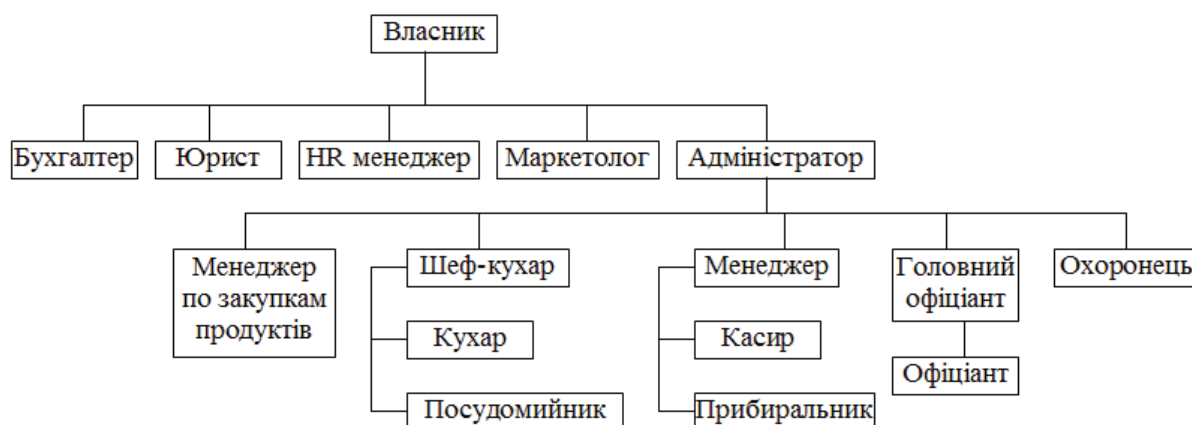 Власник
Бухгалтер
Юрист
HR менеджер
Маркетолог
Адміністратор
Менеджер
по закупкам
продуктів
Шеф-кухар
Менеджер
Головний
офіціант
Охоронець
Кухар
Касир
Офіціант
Посудомийник
Прибиральник